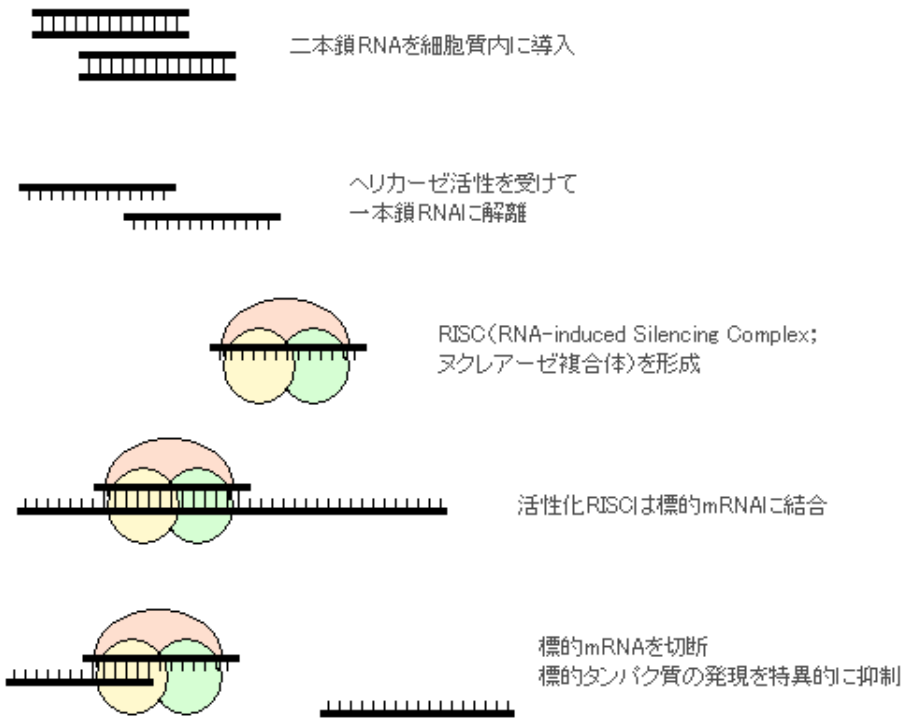 二本鎖RNAを細胞質内に導入
ヘリカーゼ活性を受けて
一本鎖RNAに解離
RISC(RNA-induced Silencing Complex;
ヌクレアーゼ複合体)を形成
活性化RISCは標的mRNAに結合
標的mRNAを切断
標的タンパク質の発現を特異的に抑制